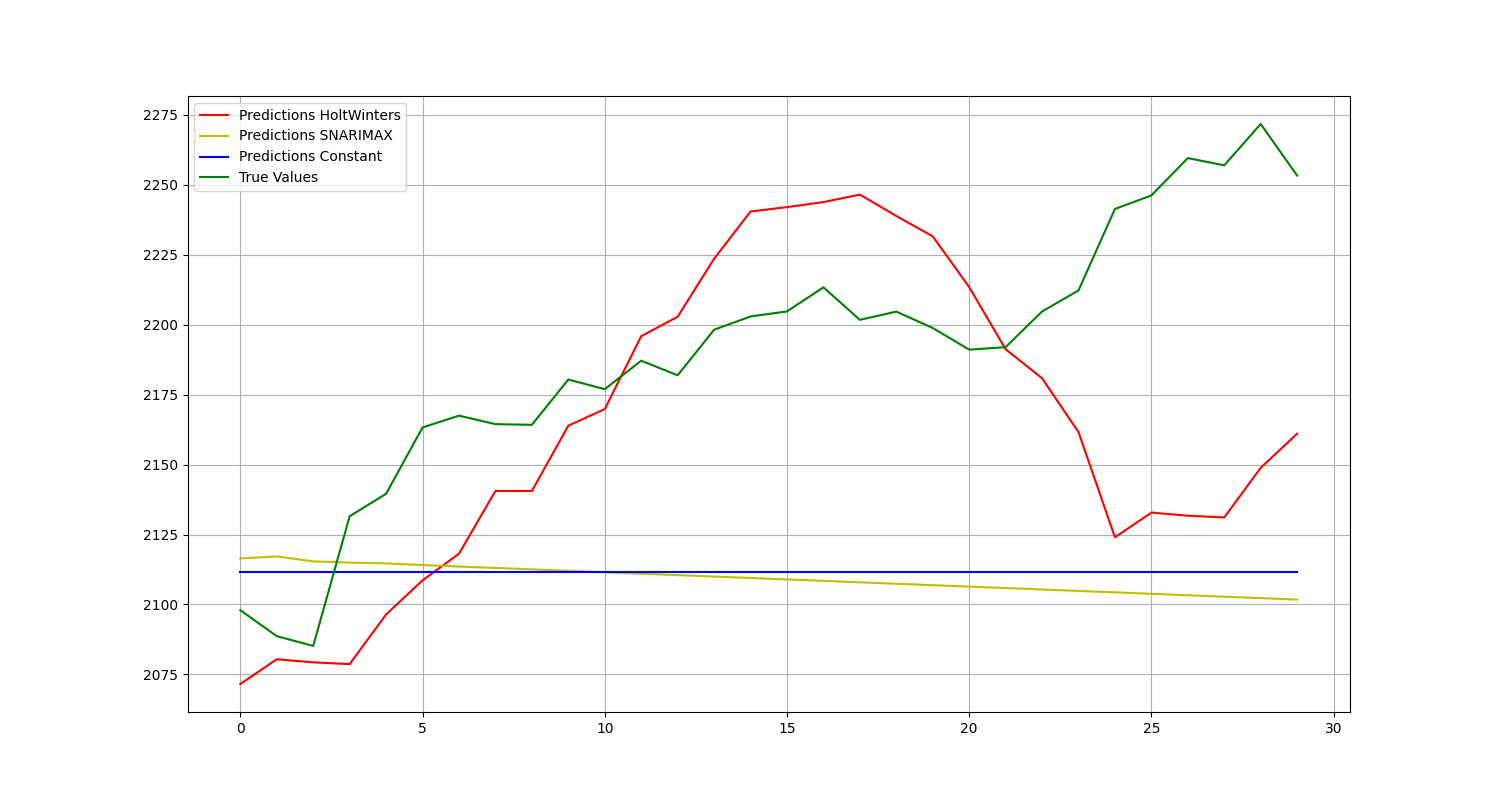 2275
2250
2225
2200
2175
2150
2125
2100
2075
Predictions HoltWinters
Predictions SNARIMAX
Predictions Constant
True Values
0 5 10 15 20 25 30